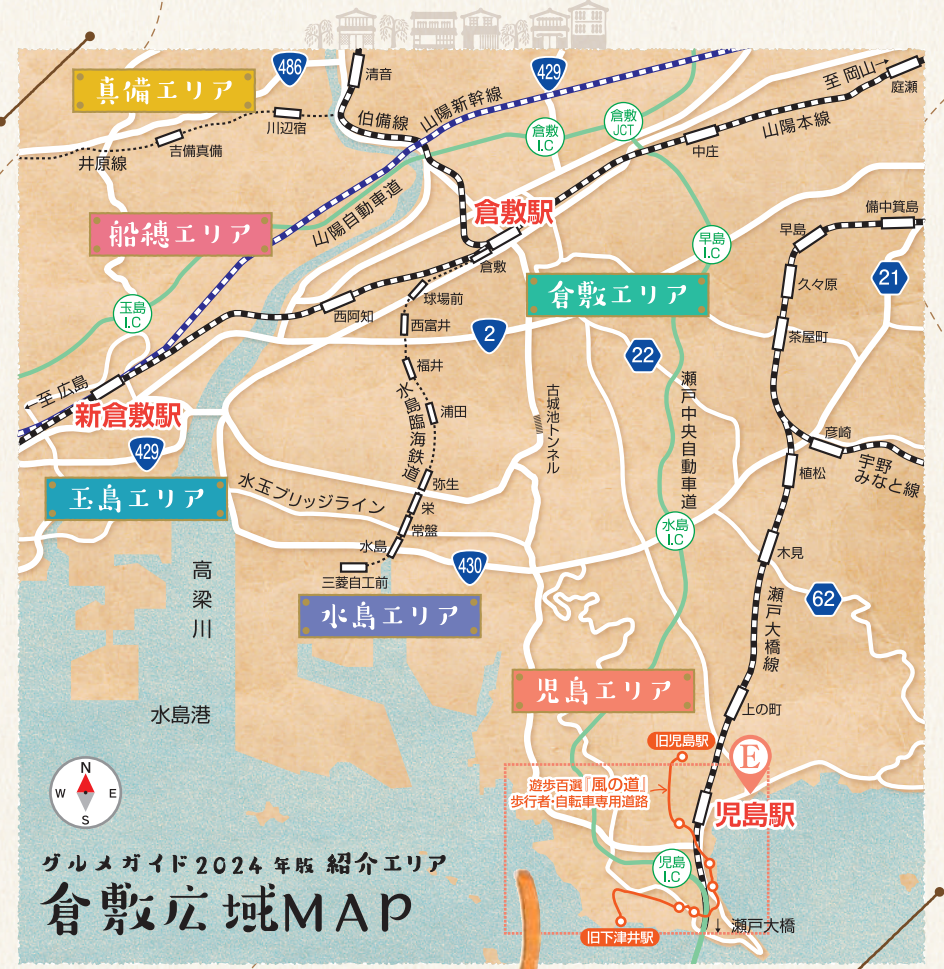 真備エリア
486
清音
429
至 岡山→
庭瀬
川辺宿
伯備線
山陽新幹線
倉敷
I.C
倉敷
JCT
山陽本線
吉備真備
中庄
井原線
船穂エリア
山陽自動車道
倉敷駅
倉敷
早島
I.C
早島
備中箕島
21
久々原
玉島
I.C
西阿知
球場前
倉敷エリア
西富井
2
茶屋町
22
福井
←至 広島
新倉敷駅
水島臨海鉄道
浦田
古城池トンネル
瀬戸中央自動車道
429
彦崎
宇野
みなと線
植松
玉島エリア
水玉ブリッジライン
弥生
栄
常盤
水島
水島
I.C
木見
430
三菱自工前
高梁川
水島エリア
62
瀬戸大橋線
児島エリア
上の町
水島港
旧児島駅
E
遊歩百選「風の道」
歩行者・自転車専用道路
児島駅
N
W
E
S
児島
I.C
旧下津井駅
↓瀬戸大橋
グルメガイド2024年版 紹介エリア
倉敷広域MAP